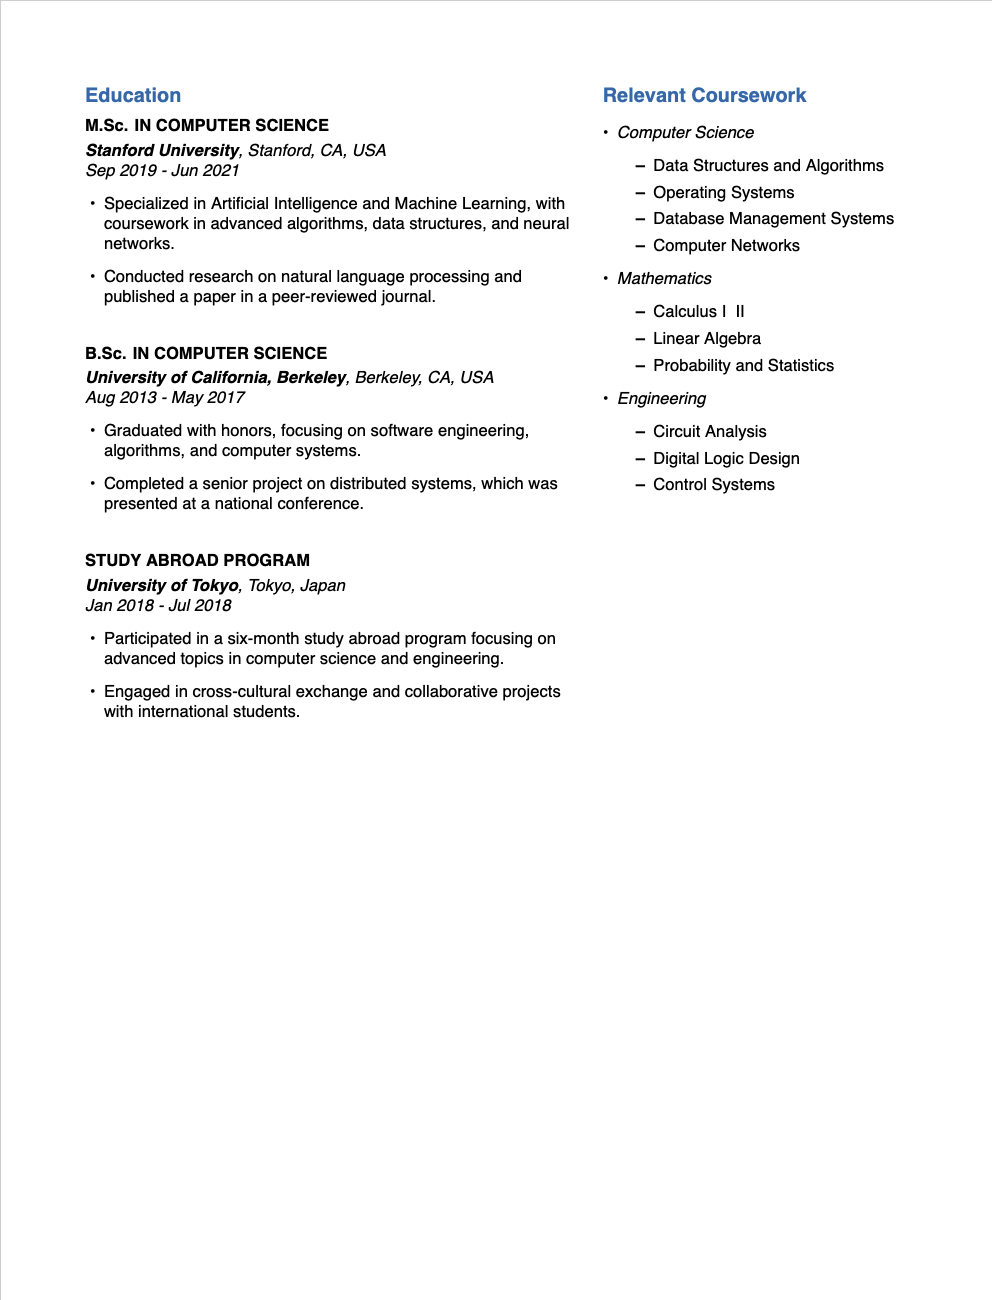 Education
M.Sc. IN COMPUTER SCIENCE
Stanford University, Stanford, CA, USA
Sep 2019 - Jun 2021
• Specialized in Artificial Intelligence and Machine Learning, with
coursework in advanced algorithms, data structures, and neural
networks.
• Conducted research on natural language processing and
published a paper in a peer-reviewed journal.
B.Sc. IN COMPUTER SCIENCE
University of California, Berkeley, Berkeley, CA, USA
Aug 2013 - May 2017
• Graduated with honors, focusing on software engineering,
algorithms, and computer systems.
• Completed a senior project on distributed systems, which was
presented at a national conference.
STUDY ABROAD PROGRAM
University of Tokyo, Tokyo, Japan
Jan 2018 - Jul 2018
• Participated in a six-month study abroad program focusing on
advanced topics in computer science and engineering.
• Engaged in cross-cultural exchange and collaborative projects
with international students.
Relevant Coursework
• Computer Science
– Data Structures and Algorithms
– Operating Systems
– Database Management Systems
– Computer Networks
• Mathematics
– Calculus I  II
– Linear Algebra
– Probability and Statistics
• Engineering
– Circuit Analysis
– Digital Logic Design
– Control Systems